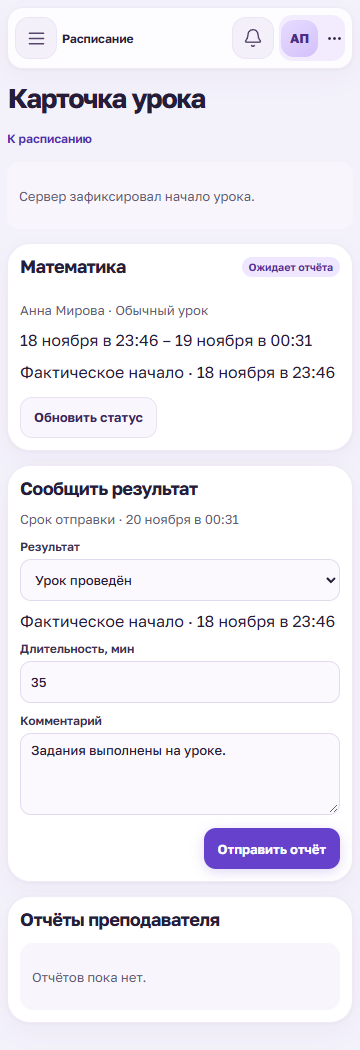 Расписание
АП
Карточка урока
К расписанию
Сервер зафиксировал начало урока.
Математика
Ожидает отчёта
Анна Мирова · Обычный урок
18 ноября в 23:46 – 19 ноября в 00:31
Фактическое начало · 18 ноября в 23:46
Обновить статус
Сообщить результат
Срок отправки · 20 ноября в 00:31
Результат
Урок проведён
Фактическое начало · 18 ноября в 23:46
Длительность, мин
35
Комментарий
Задания выполнены на уроке.
Отправить отчёт
Отчёты преподавателя
Отчётов пока нет.